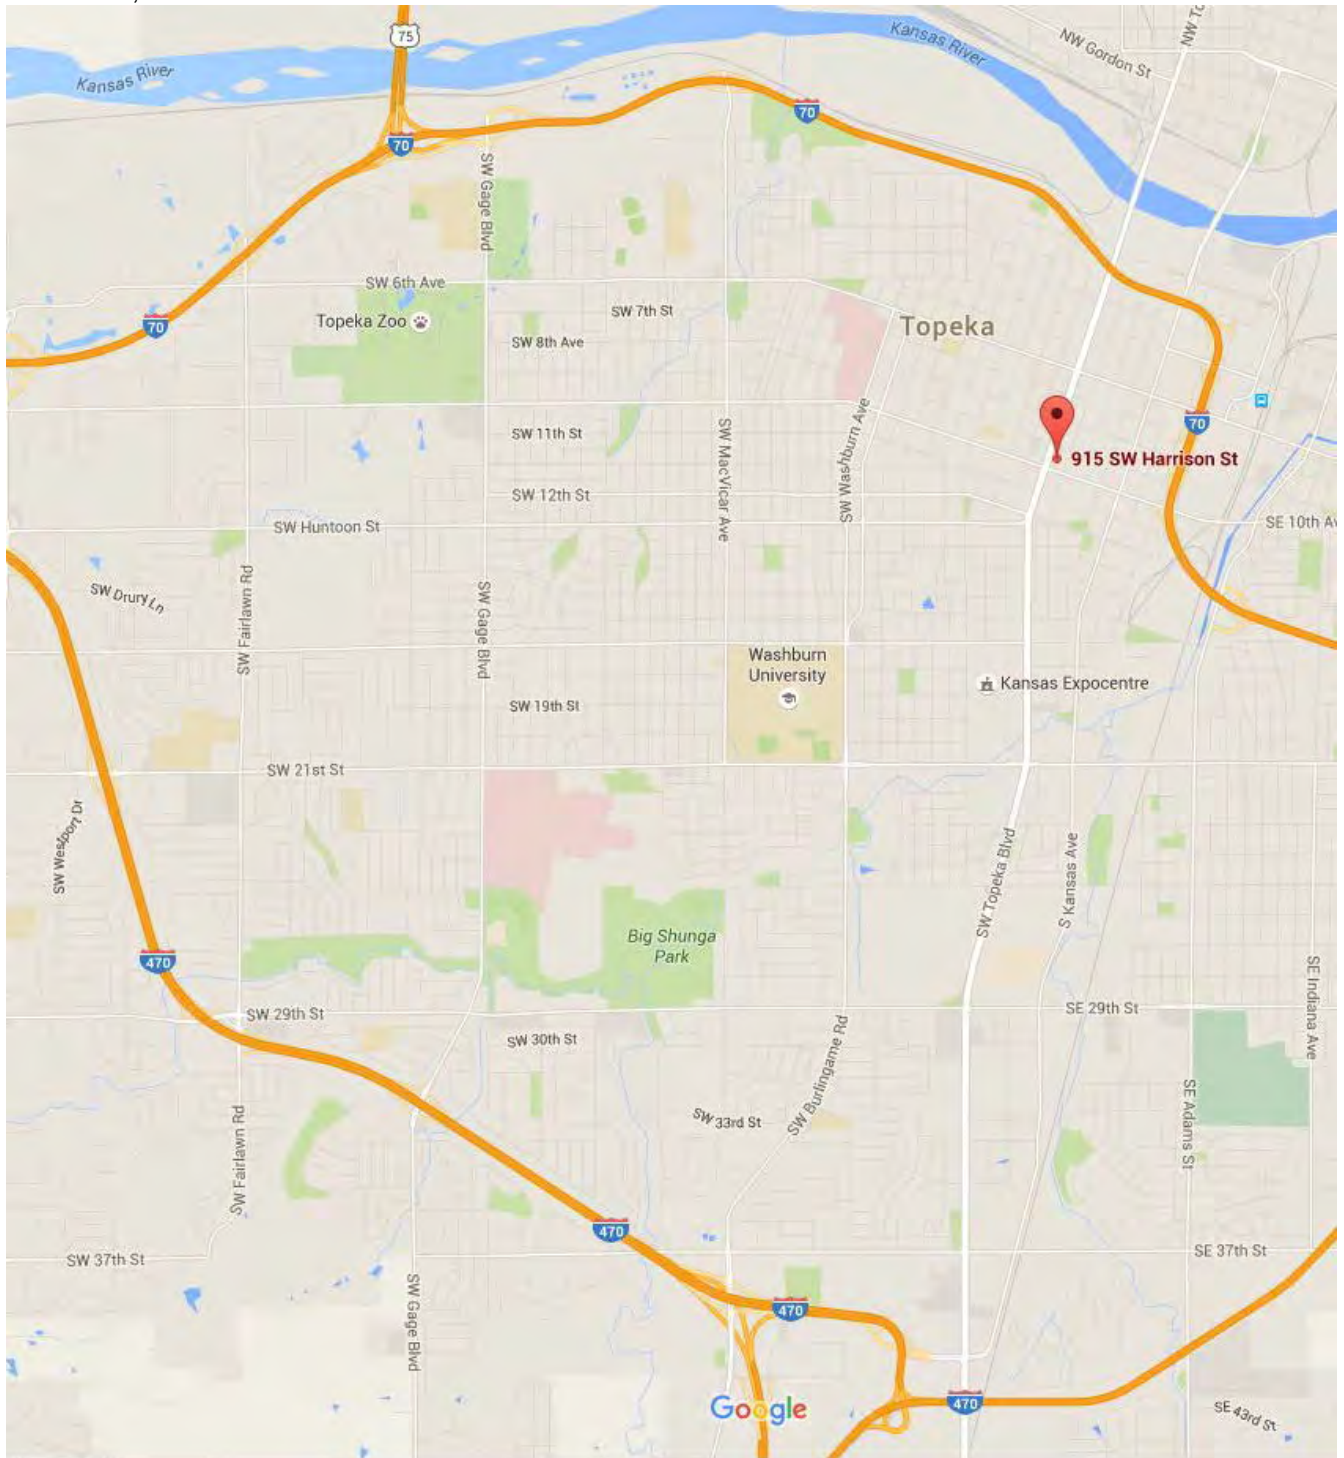 75
Kansas River
Kansas River
NW Gordon St
70
70
SW Gage Blvd
SW 6th Ave
SW 7th St
Topeka Zoo
70
SW 8th Ave
Topeka
SW 11th St
SW MacVicar Ave
SW Washburn Ave
70
915 SW Harrison St
SW 12th St
SW Huntoon St
SE 10th
SW Drury Ln
SW Fairlawn Rd
SW Gage Blvd
Washburn
University
Kansas Expocentre
SW 19th St
SW 21st St
SW Westport Dr
SW Topeka Blvd
S Kansas Ave
Big Shunga
Park
470
SE Indiana Ave
SW 29th St
SE 29th St
SW 30th St
SW Burlingame Rd
SW 33rd St
SE Adams St
SW Fairlawn Rd
470
SW 37th St
SE 37th St
SW Gage Blvd
470
470
Google
SE 43rd St